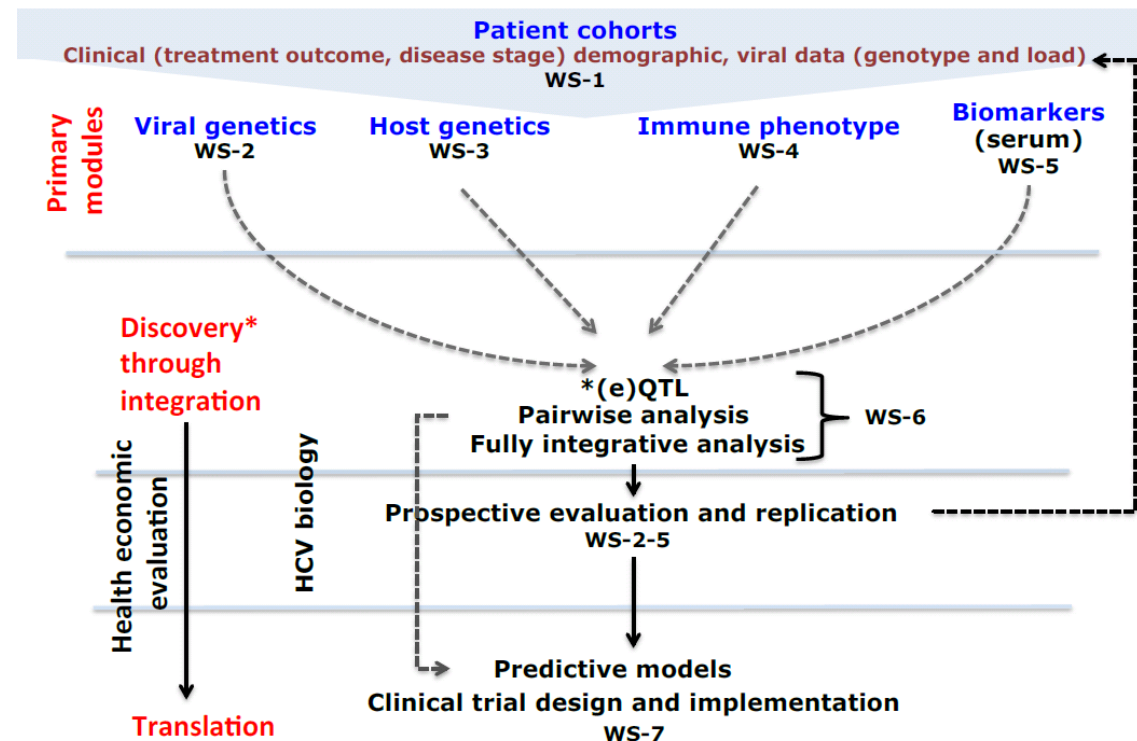 Patient cohorts
Clinical (treatment outcome, disease stage) demographic, viral data (genotype and load)
WS-1
Primary
modules
Viral genetics
WS-2
Host genetics
WS-3
Immune phenotype
WS-4
Biomarkers
(serum)
WS-5
Discovery*
through
integration
*(e)QTL
Pairwise analysis
Fully integrative analysis
WS-6
Health economic
evaluation
HCV biology
Prospective evaluation and replication
WS-2-5
Predictive models
Clinical trial design and implementation
WS-7
Translation